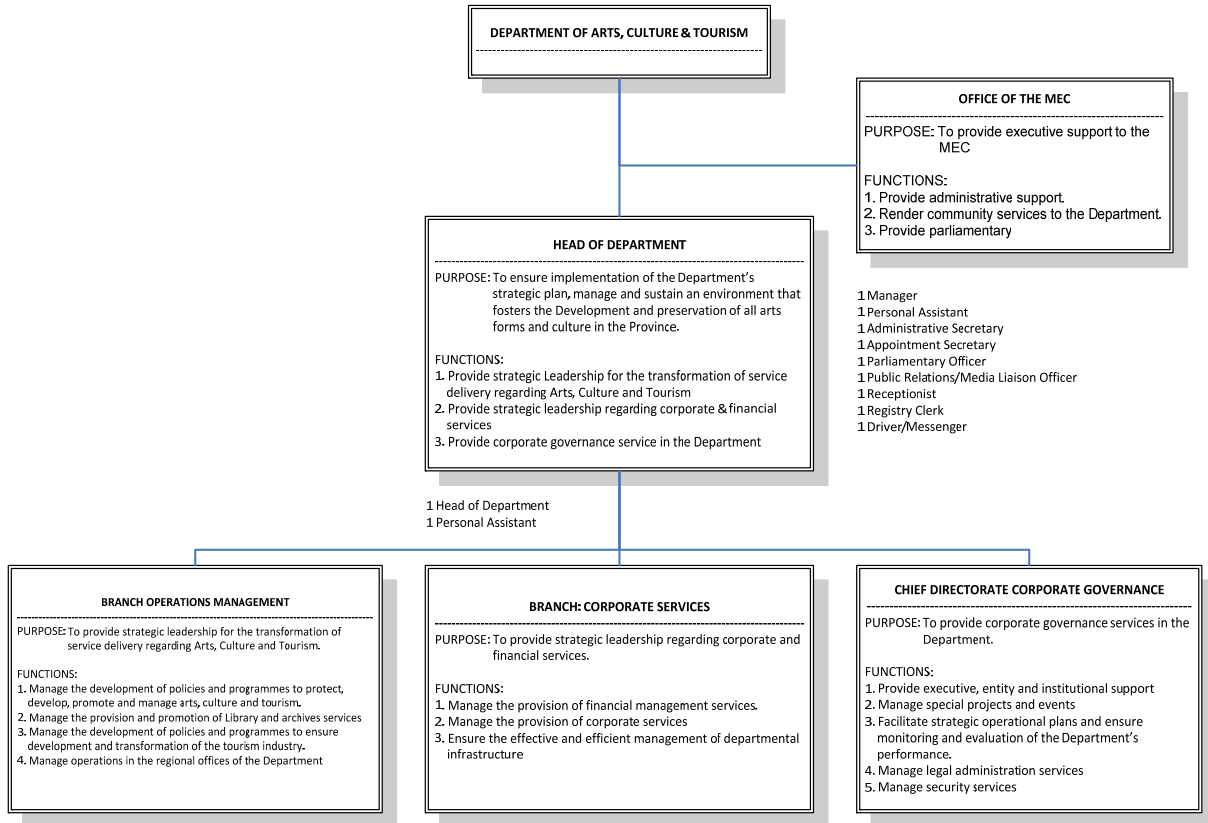 DEPARTMENT OF ARTS, CULTURE & TOURISM
OFFICE OF THE MEC
PURPOSE: To provide executive support to the
MEC
FUNCTIONS:
1. Provide administrative support.
2. Render community services to the Department.
3. Provide parliamentary
1 Manager
1 Personal Assistant
1 Administrative Secretary
1 Appointment Secretary
1 Parliamentary Officer
1 Public Relations/Media Liaison Officer
1 Receptionist
1 Registry Clerk
1 Driver/Messenger
HEAD OF DEPARTMENT
PURPOSE: To ensure implementation of the Department's
strategic plan, manage and sustain an environment that
fosters the Development and preservation of all arts
forms and culture in the Province.
FUNCTIONS:
1. Provide strategic Leadership for the transformation of service
delivery regarding Arts, Culture and Tourism
2. Provide strategic leadership regarding corporate & financial
services
3. Provide corporate governance service in the Department
1 Head of Department
1 Personal Assistant
BRANCH OPERATIONS MANAGEMENT
PURPOSE: To provide strategic leadership for the transformation of
service delivery regarding Arts, Culture and Tourism.
FUNCTIONS:
1. Manage the development of policies and programmes to protect,
develop, promote and manage arts, culture and tourism.
2. Manage the provision and promotion of Library and archives services
3. Manage the development of policies and programmes to ensure
development and transformation of the tourism industry.
4. Manage operations in the regional offices of the Department
BRANCH: CORPORATE SERVICES
PURPOSE: To provide strategic leadership regarding corporate and
financial services.
FUNCTIONS:
1. Manage the provision of financial management services.
2. Manage the provision of corporate services
3. Ensure the effective and efficient management of departmental
infrastructure
CHIEF DIRECTORATE CORPORATE GOVERNANCE
PURPOSE: To provide corporate governance services in the
Department.
FUNCTIONS:
1. Provide executive, entity and institutional support
2. Manage special projects and events
3. Facilitate strategic operational plans and ensure
monitoring and evaluation of the Department's
performance.
4. Manage legal administration services
5. Manage security services